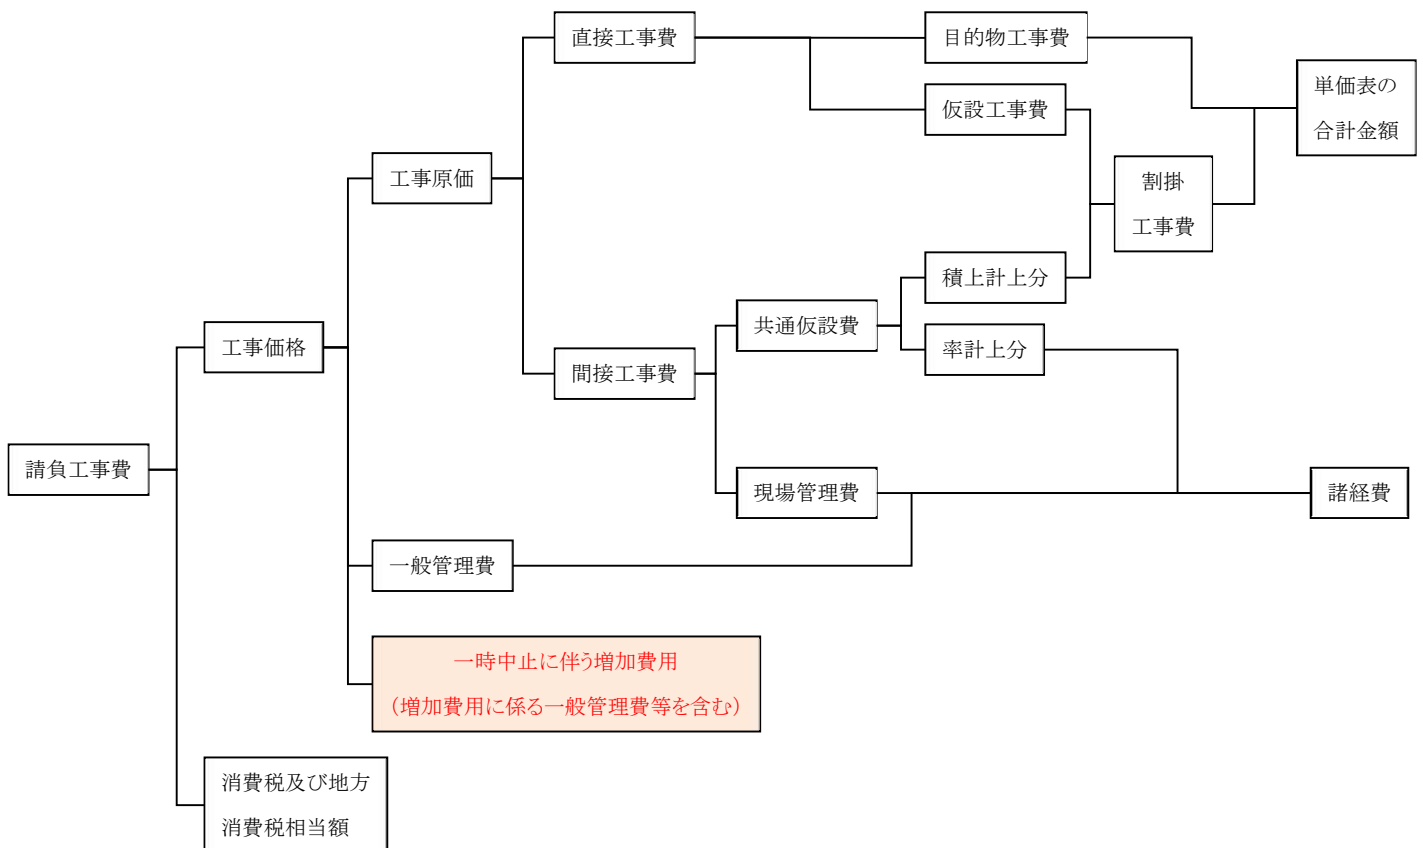 直接工事費
目的物工事費
単価表の
合計金額
仮設工事費
工事原価
割掛
工事費
積上計上分
共通仮設費
工事価格
率計上分
間接工事費
請負工事費
現場管理費
諸経費
一般管理費
一時中止に伴う増加費用
（増加費用に係る一般管理費等を含む）
消費税及び地方
消費税相当額